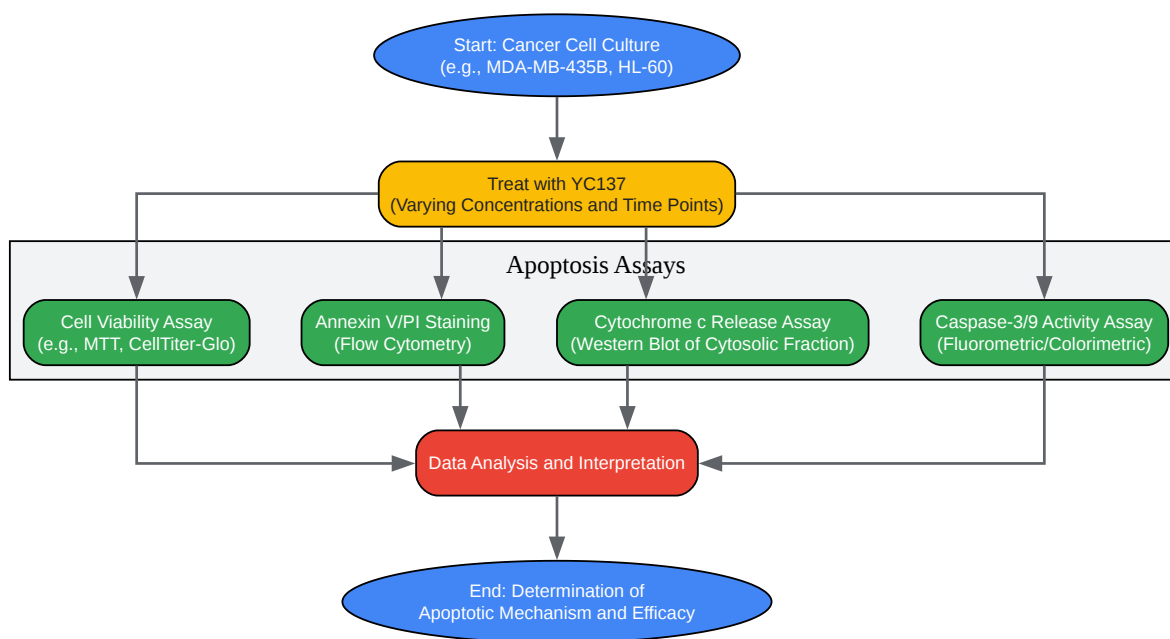 Start: Cancer Cell Culture
(e.g., MDA-MB-435B, HL-60)
Treat with YC137
(Varying Concentrations and Time Points)
Apoptosis Assays
Cell Viability Assay
(e.g., MTT, CellTiter-Glo)
Annexin V/PI Staining
(Flow Cytometry)
Cytochrome c Release Assay
(Western Blot of Cytosolic Fraction)
Caspase-3/9 Activity Assay
(Fluorometric/Colorimetric)
Data Analysis and Interpretation
End: Determination of
Apoptotic Mechanism and Efficacy